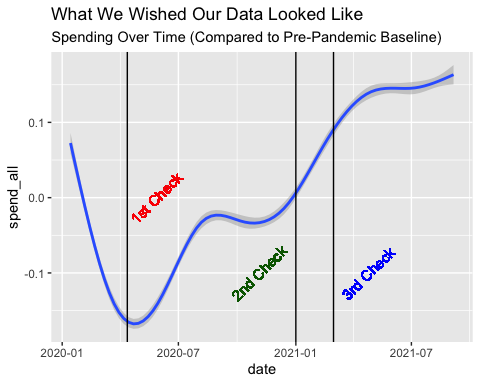 What We Wished Our Data Looked Like
Spending Over Time (Compared to Pre-Pandemic Baseline)
spend_all
0.1
0.0
-0.1
1st Check
2nd Check
3rd Check
2020-01
2020-07
2021-01
2021-07
date